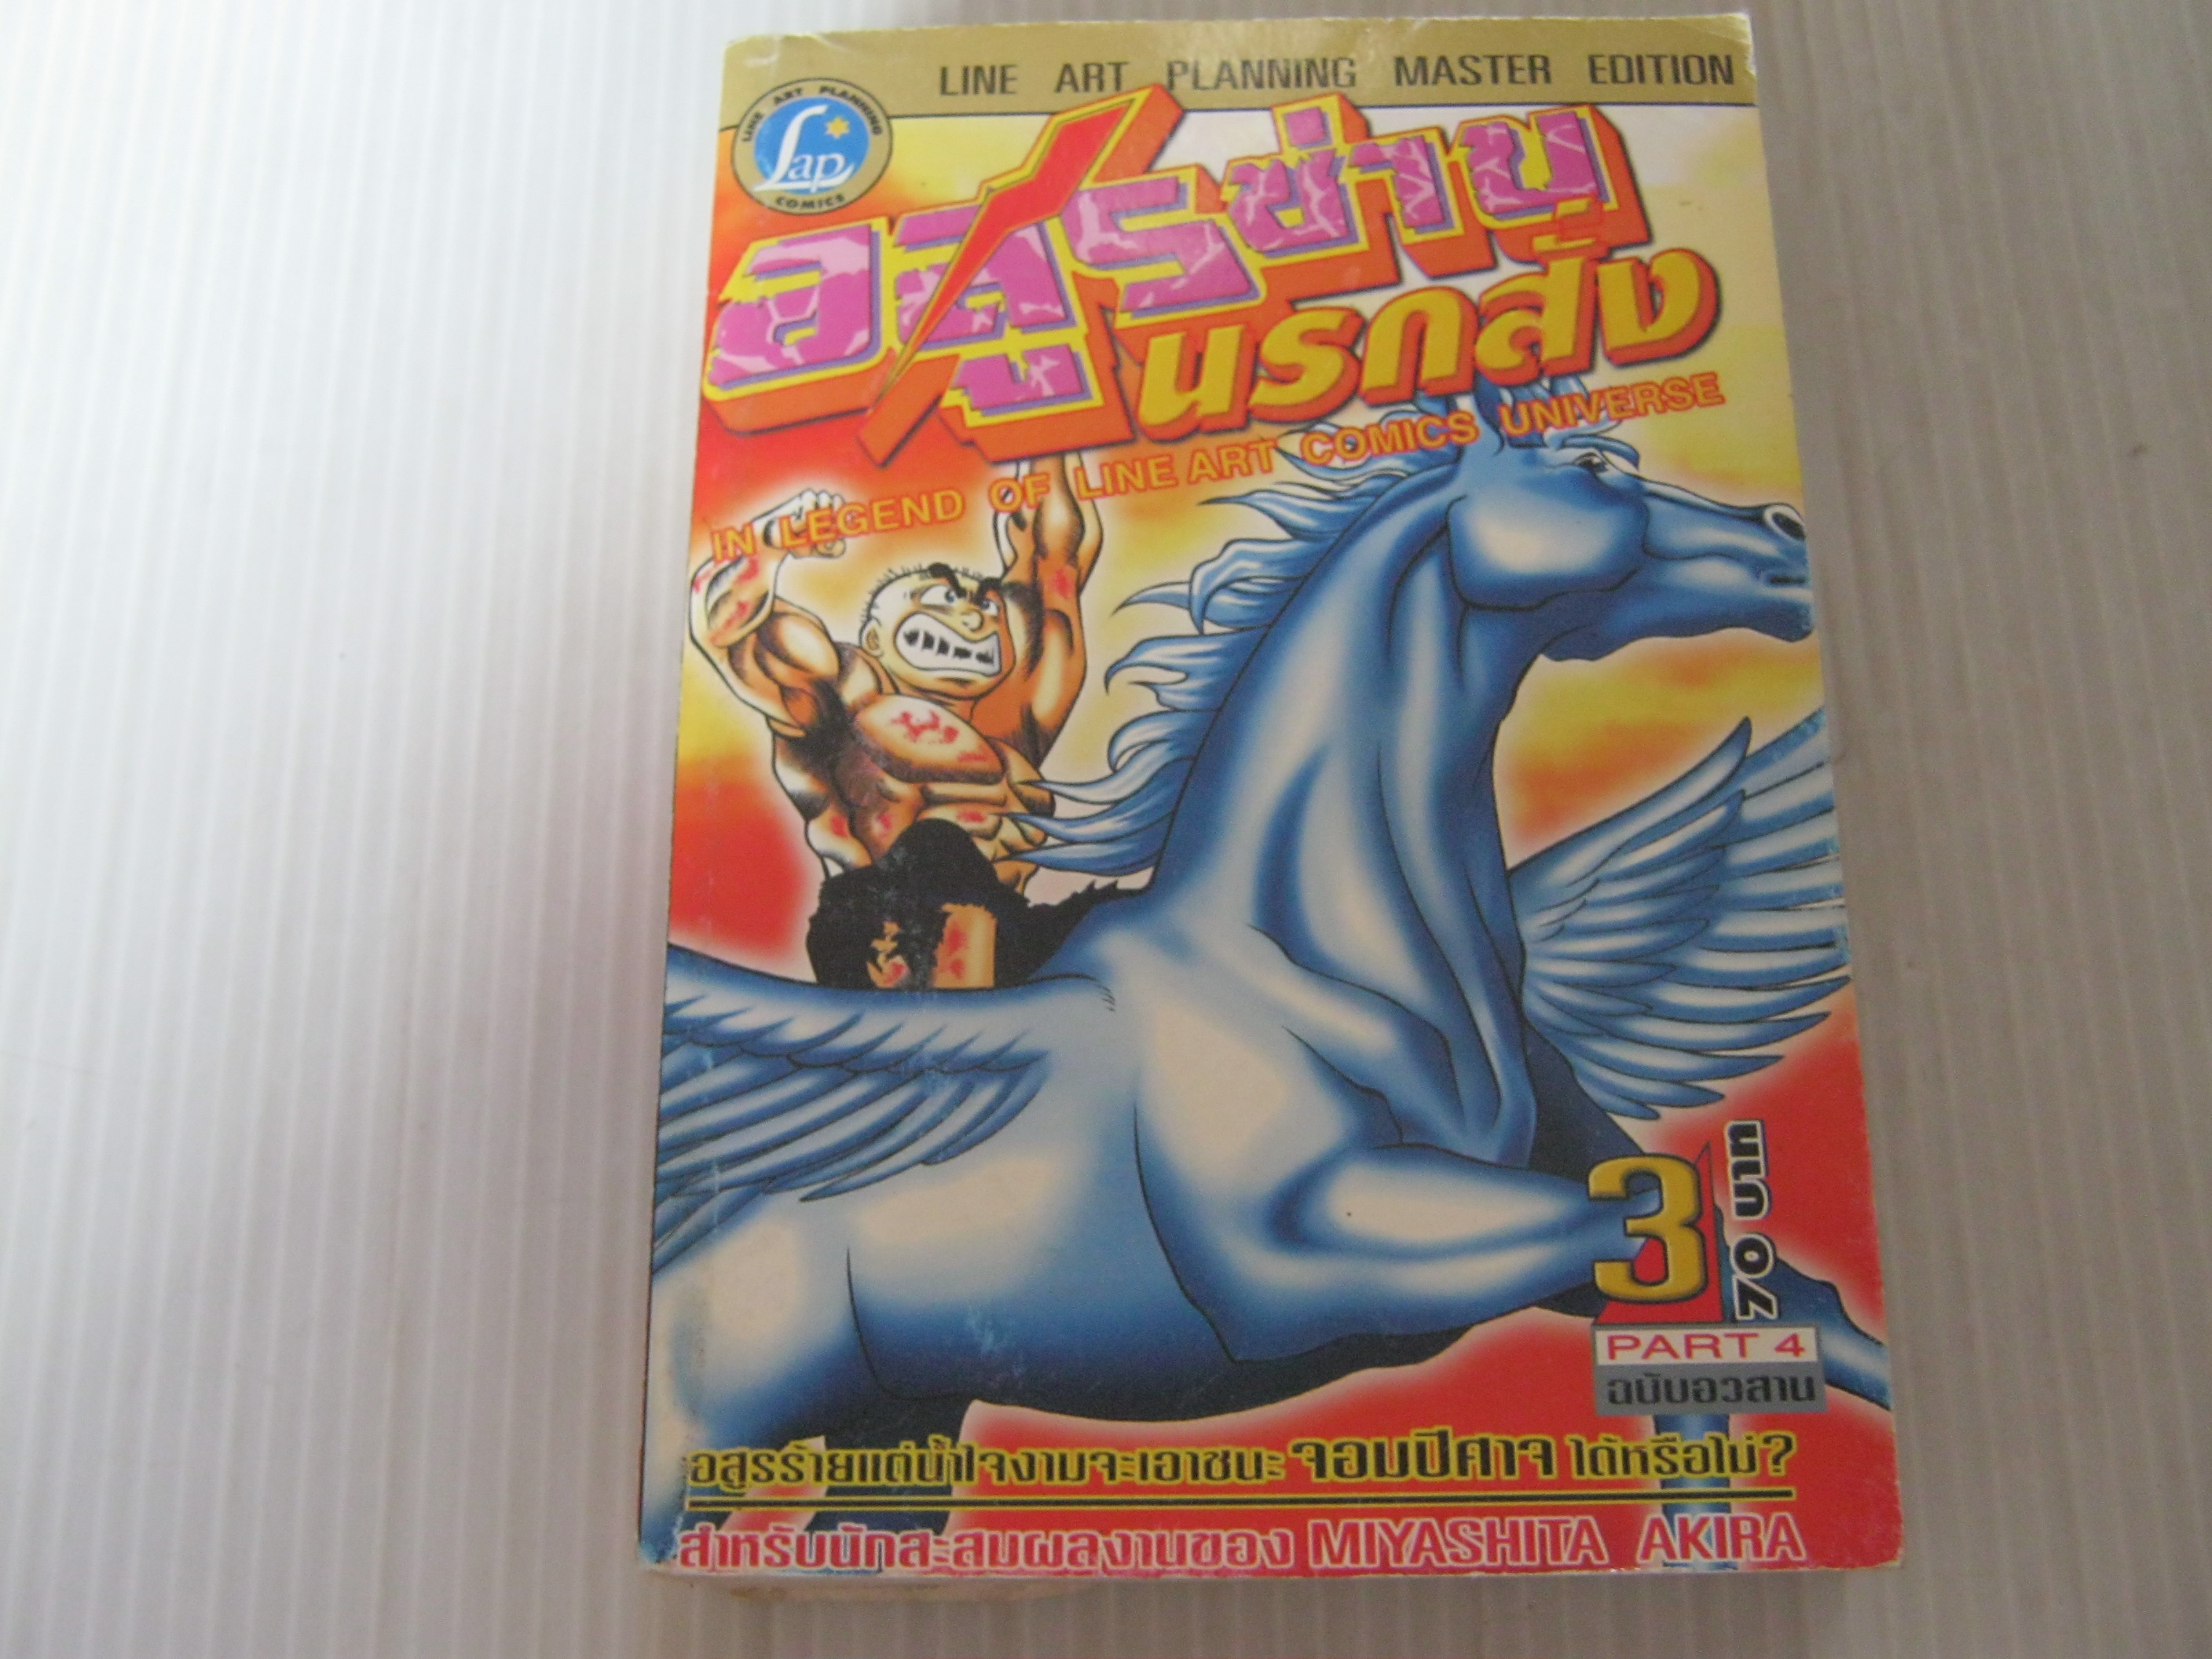 LINE ART PLANNING MASTER EDITION
LINE ART PLANNING
Lap
COMICS
อสูรซ่าบู
นรกสั่ง
IN LEGEND OF LINE ART COMICS UNIVERSE
3
70 บาท
PART 4
ฉบับอวสาน
อสูรร้ายแต่น้ำใจงามจะเอาชนะ จอมปีศาจ ได้หรือไม่?
สำหรับนักสะสมผลงานของ MIYASHITA AKIRA